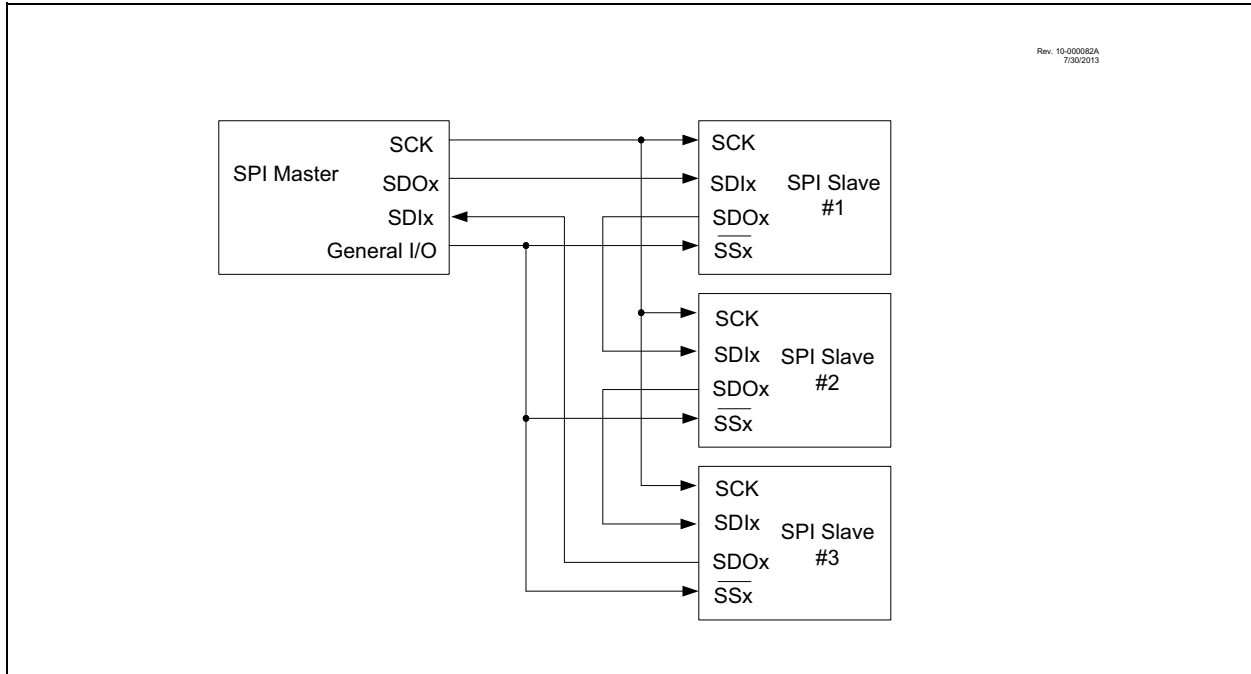 Rev. 10-000082A
7/30/2013
SPI Master
SCK
SDOx
SDIx
General I/O
SCK
SDIx
SDOx
SSx
SPI Slave
#1
SCK
SDIx
SDOx
SSx
SPI Slave
#2
SCK
SDIx
SDOx
SSx
SPI Slave
#3